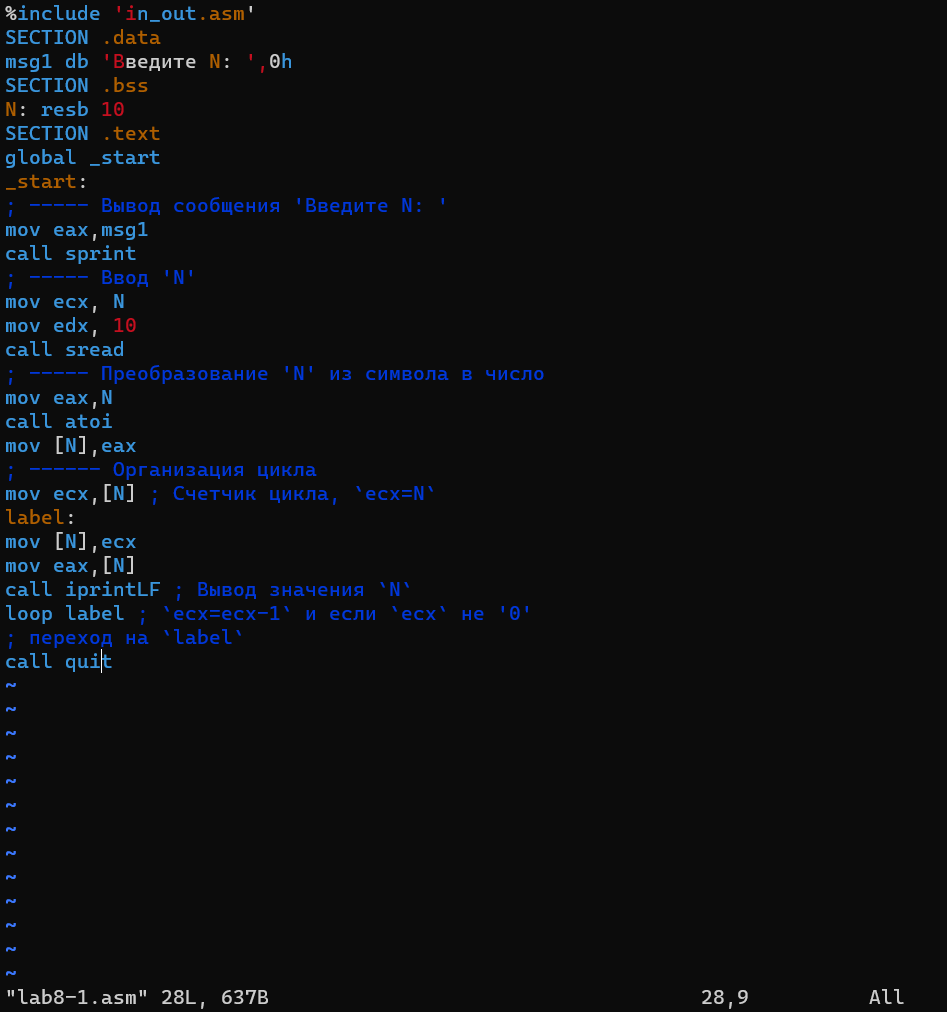 %include 'in_out.asm'
SECTION .data
msg1 db 'Введите N: ',0h
SECTION .bss
N: resb 10
SECTION .text
global _start
_start:
; ----- Вывод сообщения 'Введите N: '
mov eax,msg1
call sprint
; ----- Ввод 'N'
mov ecx, N
mov edx, 10
call sread
; ----- Преобразование 'N' из символа в число
mov eax,N
call atoi
mov [N],eax
; ------ Организация цикла
mov ecx,[N] ; Счетчик цикла, `ecx=N`
label:
mov [N],ecx
mov eax,[N]
call iprintLF ; Вывод значения `N`
loop label ; `ecx=ecx-1` и если `ecx` не '0'
; переход на `label`
call quit
~
~
~
~
~
~
~
~
~
~
~
~
~
"lab8-1.asm" 28L, 637B 28,9 All